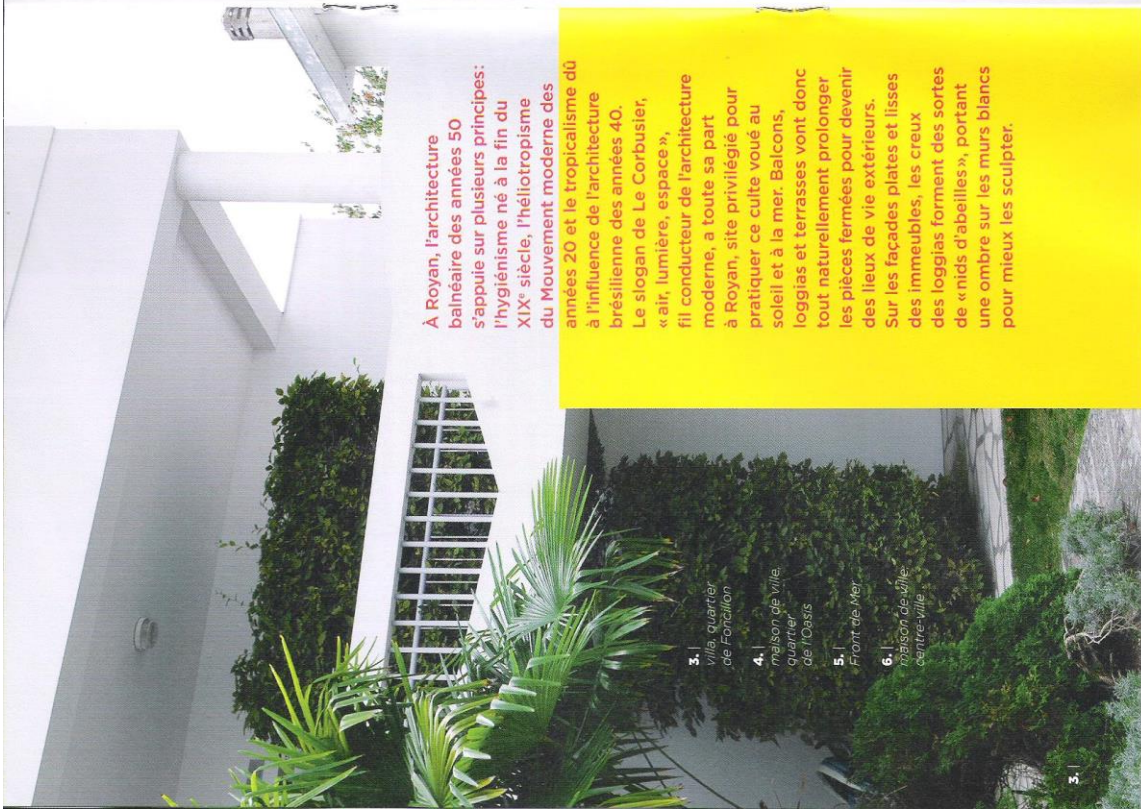 À Royan, l'architecture
balnéaire des années 50
s'appuie sur plusieurs principes:
l'hygiénisme né à la fin du
XIXᵉ siècle, l'héliotropisme
du Mouvement moderne des
années 20 et le tropicalisme dû
à l'influence de l'architecture
brésilienne des années 40.
Le slogan de Le Corbusier,
« air, lumière, espace »,
fil conducteur de l'architecture
moderne, a toute sa part
à Royan, site privilégié pour
pratiquer ce culte voué au
soleil et à la mer. Balcons,
loggias et terrasses vont donc
tout naturellement prolonger
les pièces fermées pour devenir
des lieux de vie extérieurs.
Sur les façades plates et lisses
des immeubles, les creux
des loggias forment des sortes
de «nids d'abeilles», portant
une ombre sur les murs blancs
pour mieux les sculpter.
3. |
villa, quartier
de Foncillon
4. |
maison de ville,
quartier
de l'Oasis
5. |
Front de Mer
6. |
maison de ville,
centre-ville
3. |